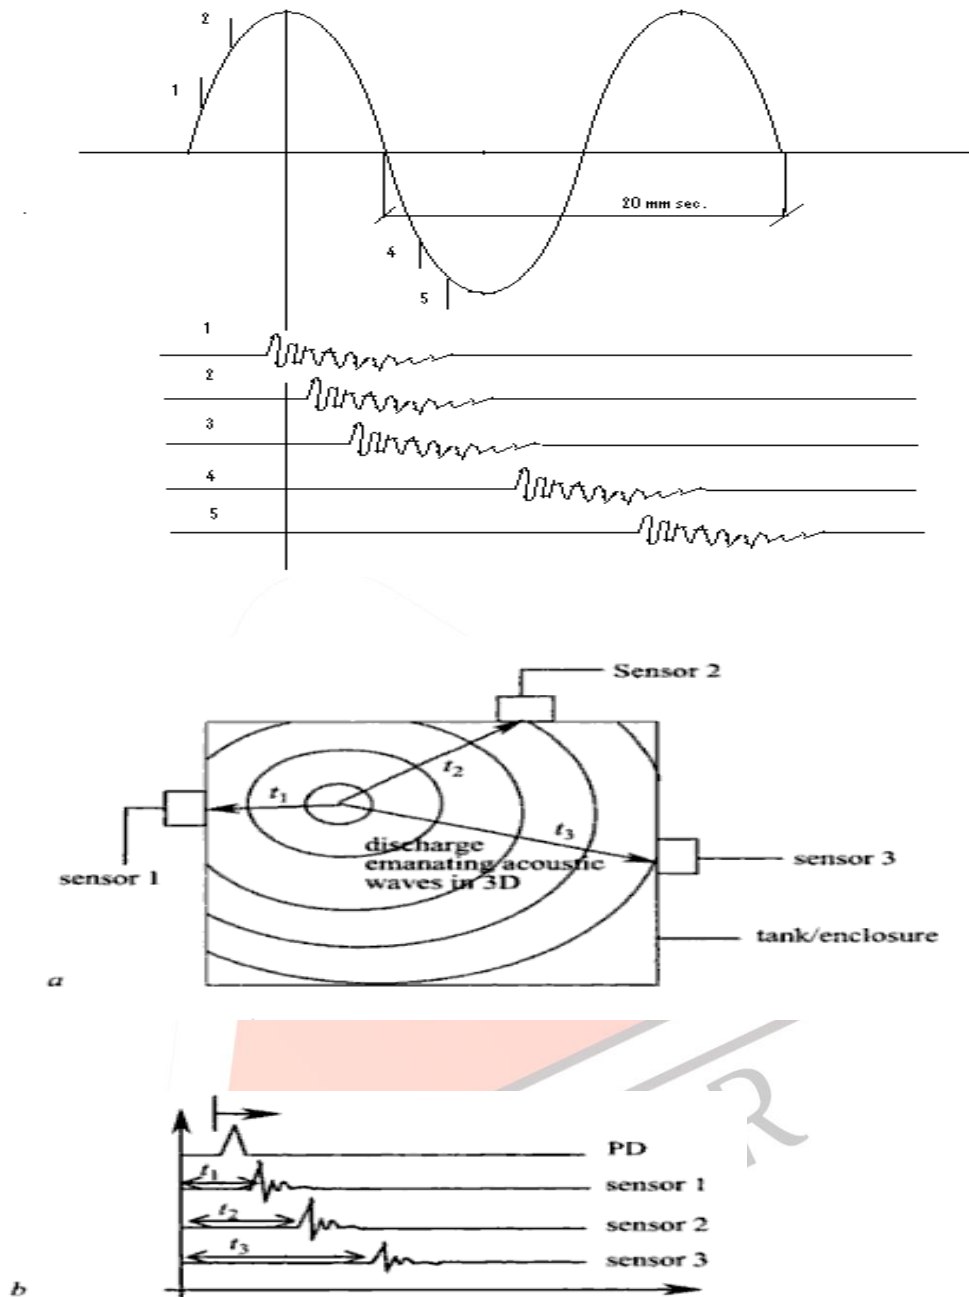 2
1
20 mm sec.
4
5
1
2
3
4
5
Sensor 2
t2
t1
t3
discharge
emanating acoustic
waves in 3D
sensor 1
sensor 3
tank/enclosure
a
R
PD
t1
sensor 1
t2
sensor 2
t3
sensor 3
b